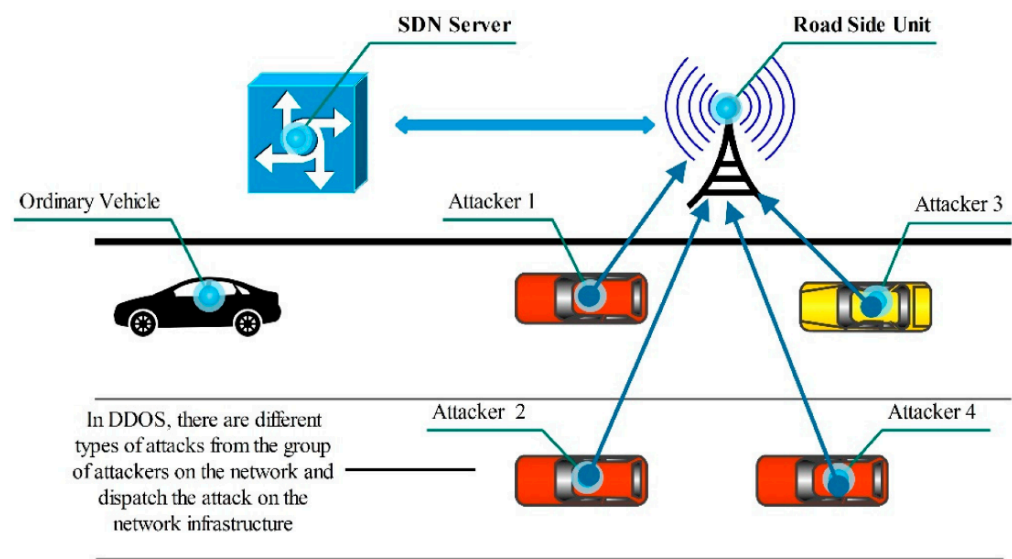 SDN Server
Road Side Unit
Ordinary Vehicle
Attacker 1
Attacker 3
In DDOS, there are different
types of attacks from the group
of attackers on the network and
dispatch the attack on the
network infrastructure
Attacker 2
Attacker 4